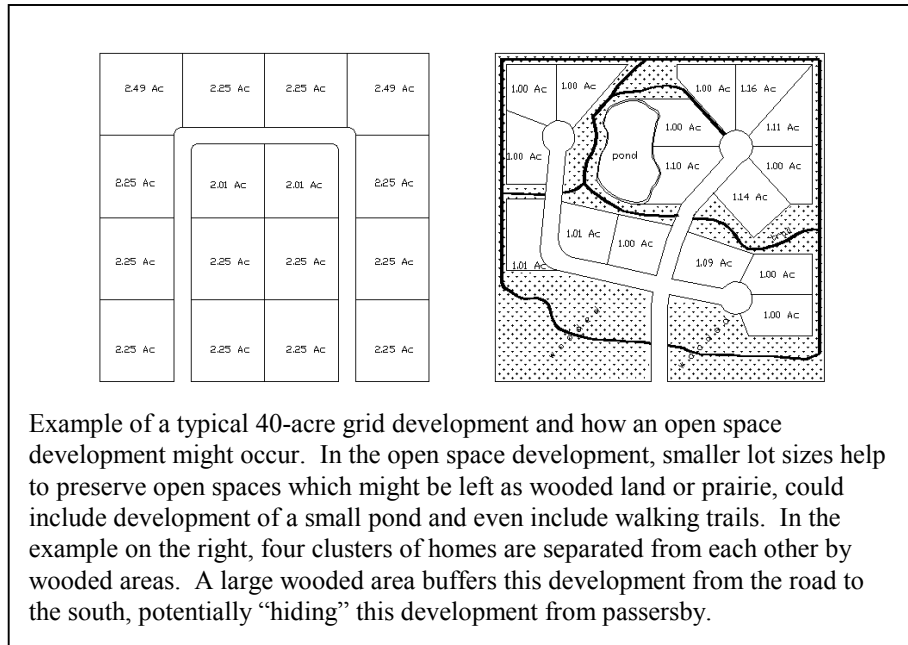 2.49 Ac 2.25 Ac 2.25 Ac 2.49 Ac
2.25 Ac 2.01 Ac 2.01 Ac 2.25 Ac
2.25 Ac 2.25 Ac 2.25 Ac 2.25 Ac
2.25 Ac 2.25 Ac 2.25 Ac 2.25 Ac
1.00 Ac 1.00 Ac 1.00 Ac 1.16 Ac
1.00 Ac 1.11 Ac
1.00 Ac pond 1.10 Ac 1.00 Ac
1.14 Ac
1.01 Ac 1.00 Ac
1.01 Ac 1.09 Ac 1.00 Ac
1.00 Ac
Example of a typical 40-acre grid development and how an open space
development might occur. In the open space development, smaller lot sizes help
to preserve open spaces which might be left as wooded land or prairie, could
include development of a small pond and even include walking trails. In the
example on the right, four clusters of homes are separated from each other by
wooded areas. A large wooded area buffers this development from the road to
the south, potentially “hiding” this development from passersby.